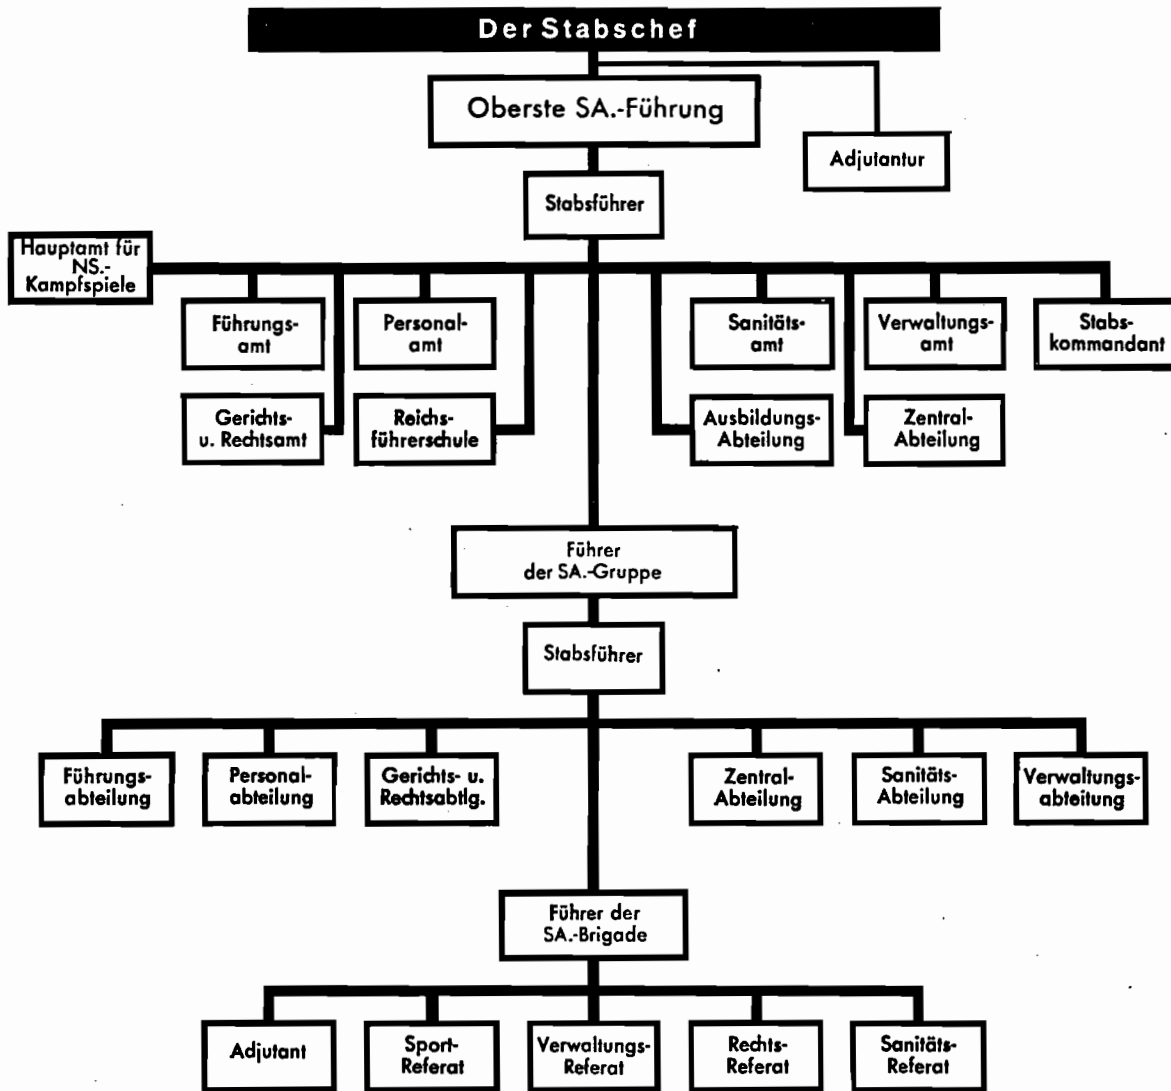 Der Stabschef
Oberste SA.-Führung
Adjutantur
Stabsführer
Hauptamt für
NS.-
Kampfspiele
Führungs-
amt
Personal-
amt
Sanitäts-
amt
Verwaltungs-
amt
Stabs-
kommandant
Gerichts-
u. Rechtsamt
Reichs-
führerschule
Ausbildungs-
Abteilung
Zentral-
Abteilung
Führer
der SA.-Gruppe
Stabsführer
Führungs-
abteilung
Personal-
abteilung
Gerichts- u.
Rechtsabtlg.
Zentral-
Abteilung
Sanitäts-
Abteilung
Verwaltungs-
abteitung
Führer der
SA.-Brigade
Adjutant
Sport-
Referat
Verwaltungs-
Referat
Rechts-
Referat
Sanitäts-
Referat